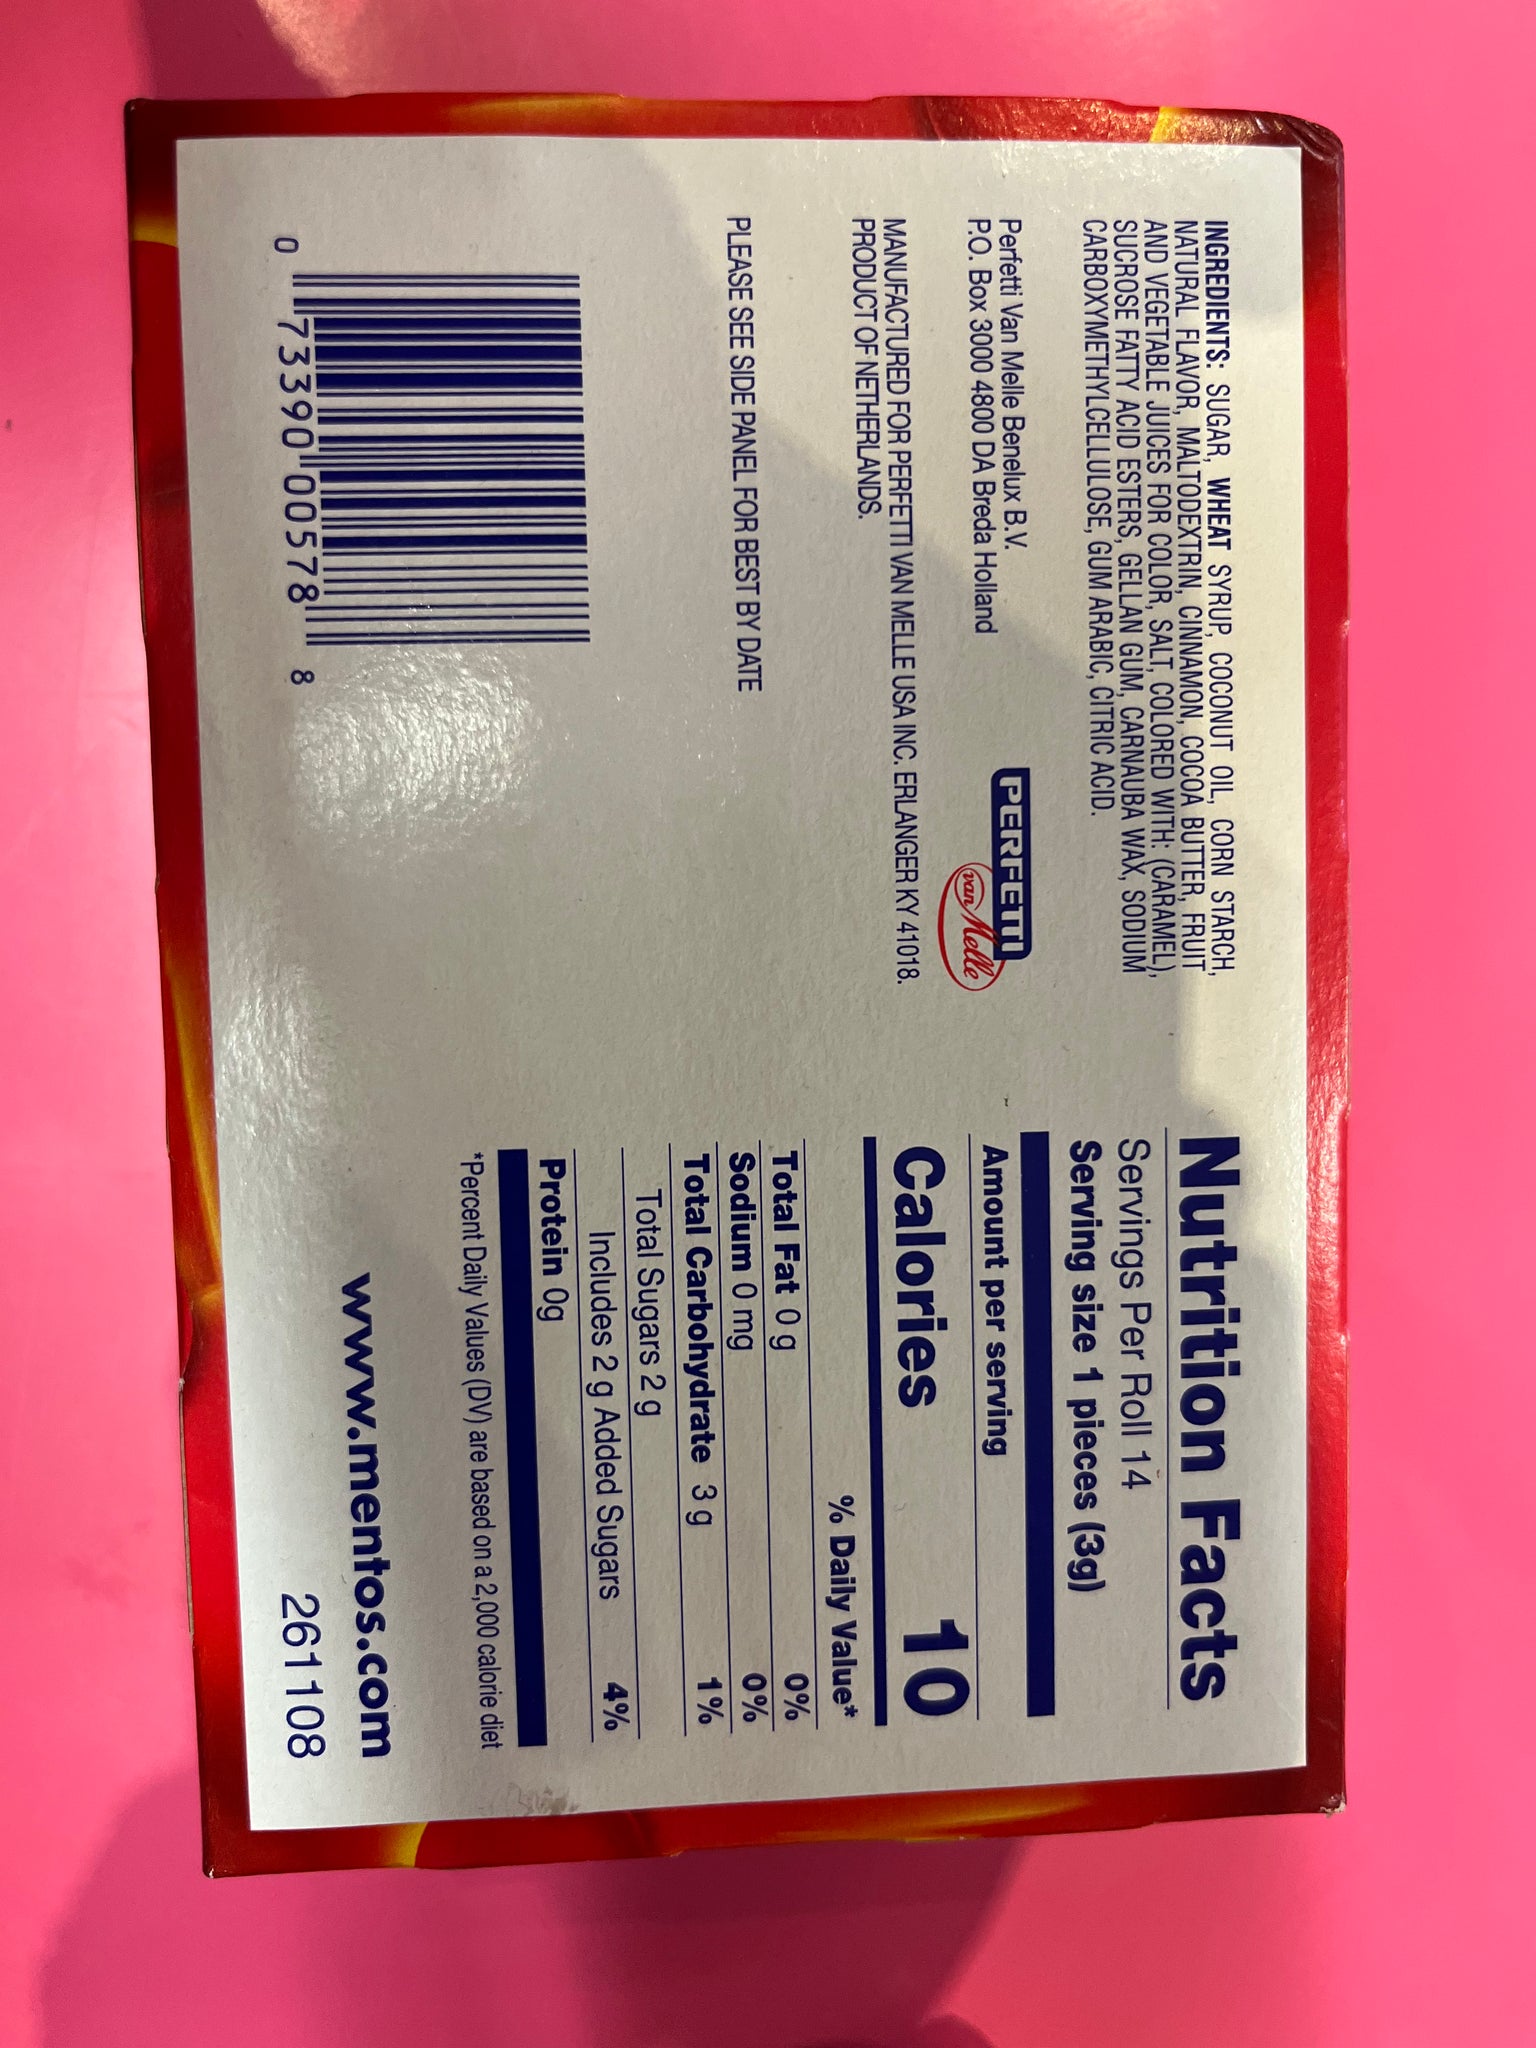 INGREDIENTS: SUGAR, WHEAT SYRUP, COCONUT OIL, CORN STARCH,
NATURAL FLAVOR, MALTODEXTRIN, CINNAMON, COCOA BUTTER, FRUIT
AND VEGETABLE JUICES FOR COLOR, SALT, COLORED WITH: (CARAMEL),
SUCROSE FATTY ACID ESTERS, GELLAN GUM, CARNAUBA WAX, SODIUM
CARBOXYMETHYLCELLULOSE, GUM ARABIC, CITRIC ACID.
Perfetti Van Melle Benelux B.V.
P.O. Box 3000 4800 DA Breda Holland
PERFETTI
van Melle
MANUFACTURED FOR PERFETTI VAN MELLE USA INC. ERLANGER KY 41018.
PRODUCT OF NETHERLANDS.
PLEASE SEE SIDE PANEL FOR BEST BY DATE
0 73390 00578 8
Nutrition Facts
Servings Per Roll 14
Serving size 1 pieces (3g)
Amount per serving
Calories 10
% Daily Value*
Total Fat 0 g 0%
Sodium 0 mg 0%
Total Carbohydrate 3 g 1%
Total Sugars 2 g
Includes 2 g Added Sugars 4%
Protein 0g
*Percent Daily Values (DV) are based on a 2,000 calorie diet
www.mentos.com
261108